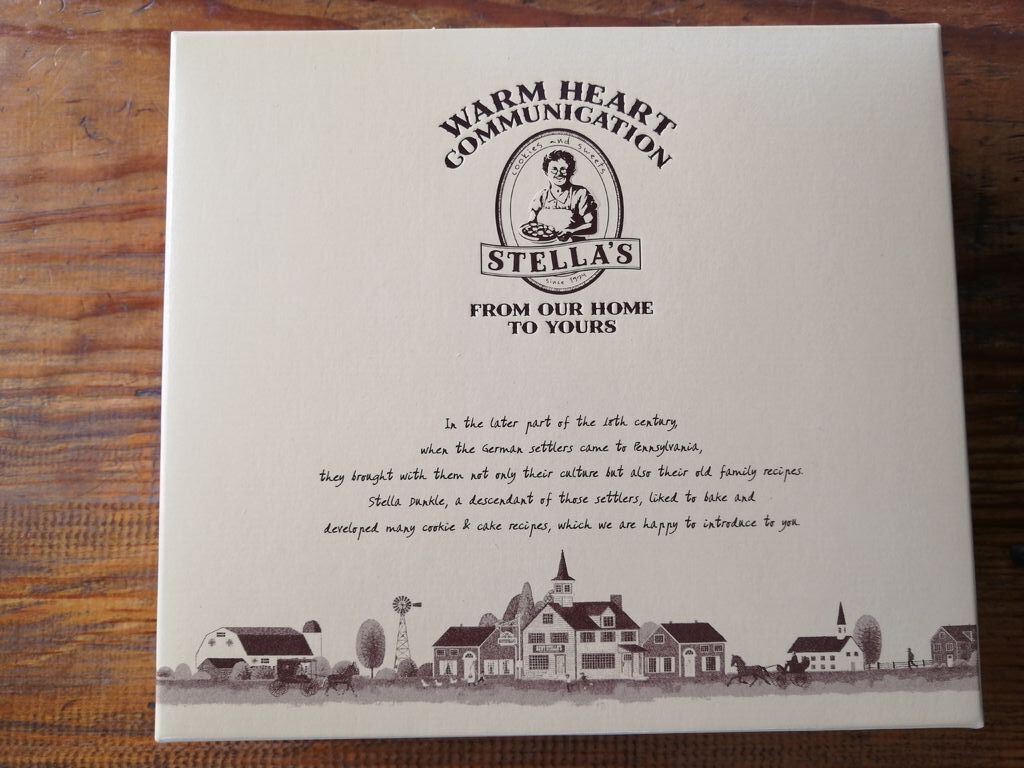 WARM HEART
COMMUNICATION
cookies and sweets
STELLA'S
since 1974
FROM OUR HOME
TO YOURS
In the later part of the 18th century,
when the German settlers came to Pennsylvania,
they brought with them not only their culture but also their old family recipes.
Stella Dunkle, a descendant of those settlers, liked to bake and
developed many cookie & cake recipes, which we are happy to introduce to you.
AUNT STELLA'S